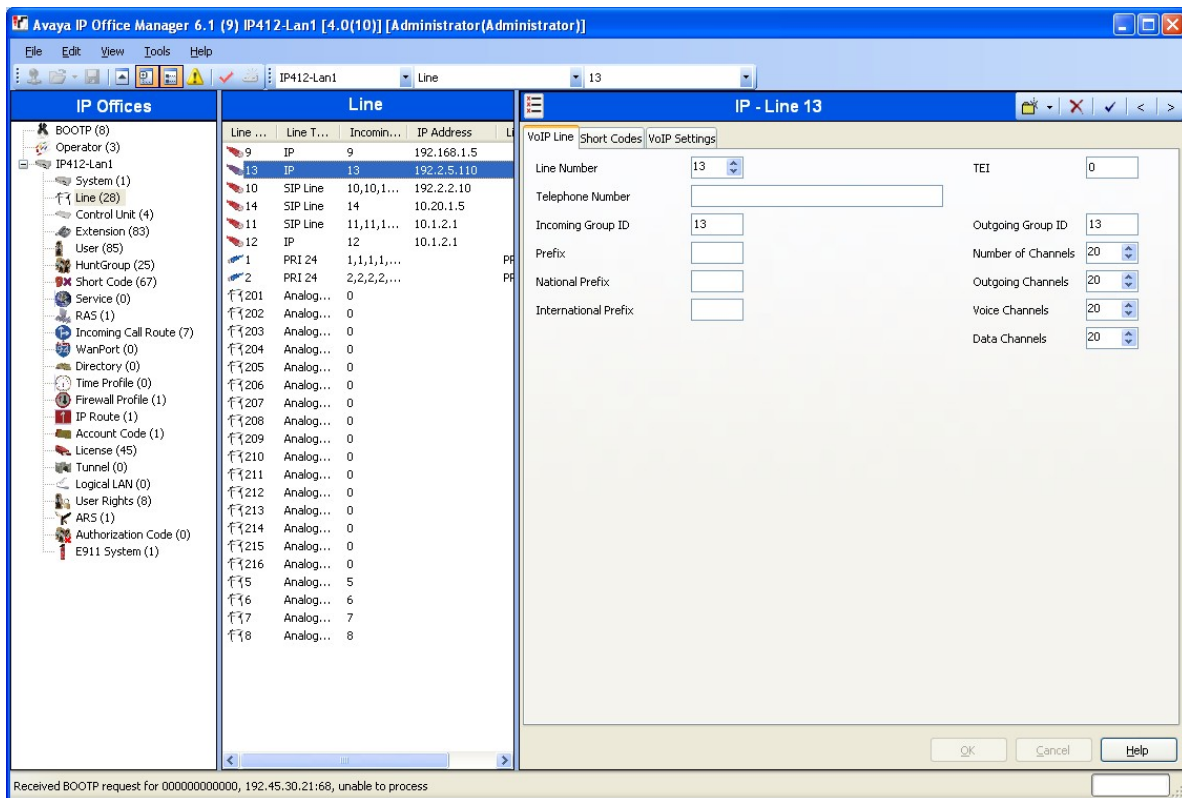 Avaya IP Office Manager 6.1 (9) IP412-Lan1 [4.0(10)] [Administrator(Administrator)]
File Edit View Tools Help
IP412-Lan1 Line 13
IP Offices
BOOTP (8)
Operator (3)
IP412-Lan1
System (1)
Line (28)
Control Unit (4)
Extension (83)
User (85)
HuntGroup (25)
Short Code (67)
Service (0)
RAS (1)
Incoming Call Route (7)
WanPort (0)
Directory (0)
Time Profile (0)
Firewall Profile (1)
IP Route (1)
Account Code (1)
License (45)
Tunnel (0)
Logical LAN (0)
User Rights (8)
ARS (1)
Authorization Code (0)
E911 System (1)
Line
Line ... Line T... Incomin... IP Address Li
9 IP 9 192.168.1.5
13 IP 13 192.2.5.110
10 SIP Line 10,10,1... 192.2.2.10
14 SIP Line 14 10.20.1.5
11 SIP Line 11,11,1... 10.1.2.1
12 IP 12 10.1.2.1
1 PRI 24 1,1,1,1,... PR
2 PRI 24 2,2,2,2,... PR
201 Analog... 0
202 Analog... 0
203 Analog... 0
204 Analog... 0
205 Analog... 0
206 Analog... 0
207 Analog... 0
208 Analog... 0
209 Analog... 0
210 Analog... 0
211 Analog... 0
212 Analog... 0
213 Analog... 0
214 Analog... 0
215 Analog... 0
216 Analog... 0
5 Analog... 5
6 Analog... 6
7 Analog... 7
8 Analog... 8
IP - Line 13
VoIP Line Short Codes VoIP Settings
Line Number 13 TEI 0
Telephone Number
Incoming Group ID 13 Outgoing Group ID 13
Prefix Number of Channels 20
National Prefix Outgoing Channels 20
International Prefix Voice Channels 20
Data Channels 20
OK Cancel Help
Received BOOTP request for 000000000000, 192.45.30.21:68, unable to process